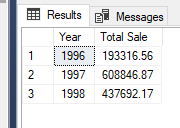 Results Messages
Year Total Sale
1 1996 193316.56
2 1997 608846.87
3 1998 437692.17